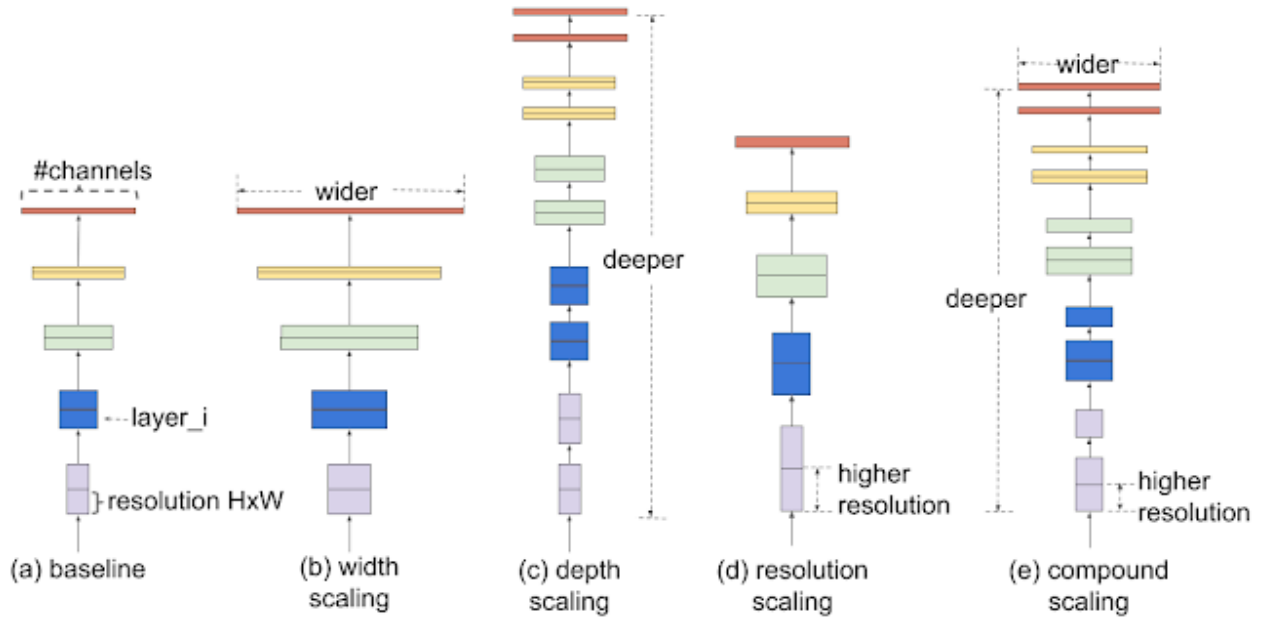 #channels
layer_i
resolution HxW
(a) baseline
wider
(b) width
scaling
deeper
(c) depth
scaling
higher
resolution
(d) resolution
scaling
wider
deeper
higher
resolution
(e) compound
scaling